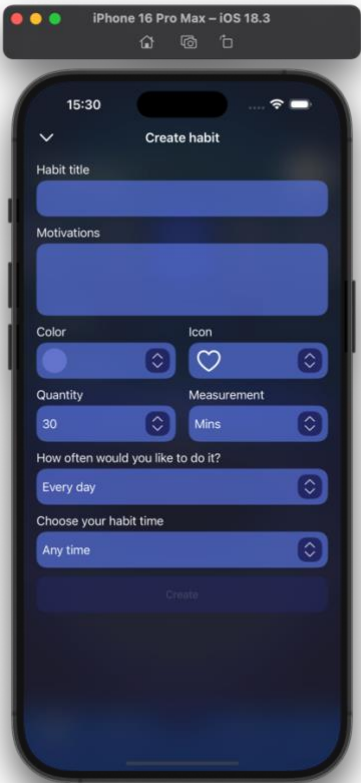 iPhone 16 Pro Max – iOS 18.3
15:30
Create habit
Habit title
Motivations
Color
Icon
Quantity
Measurement
30
Mins
How often would you like to do it?
Every day
Choose your habit time
Any time
Create